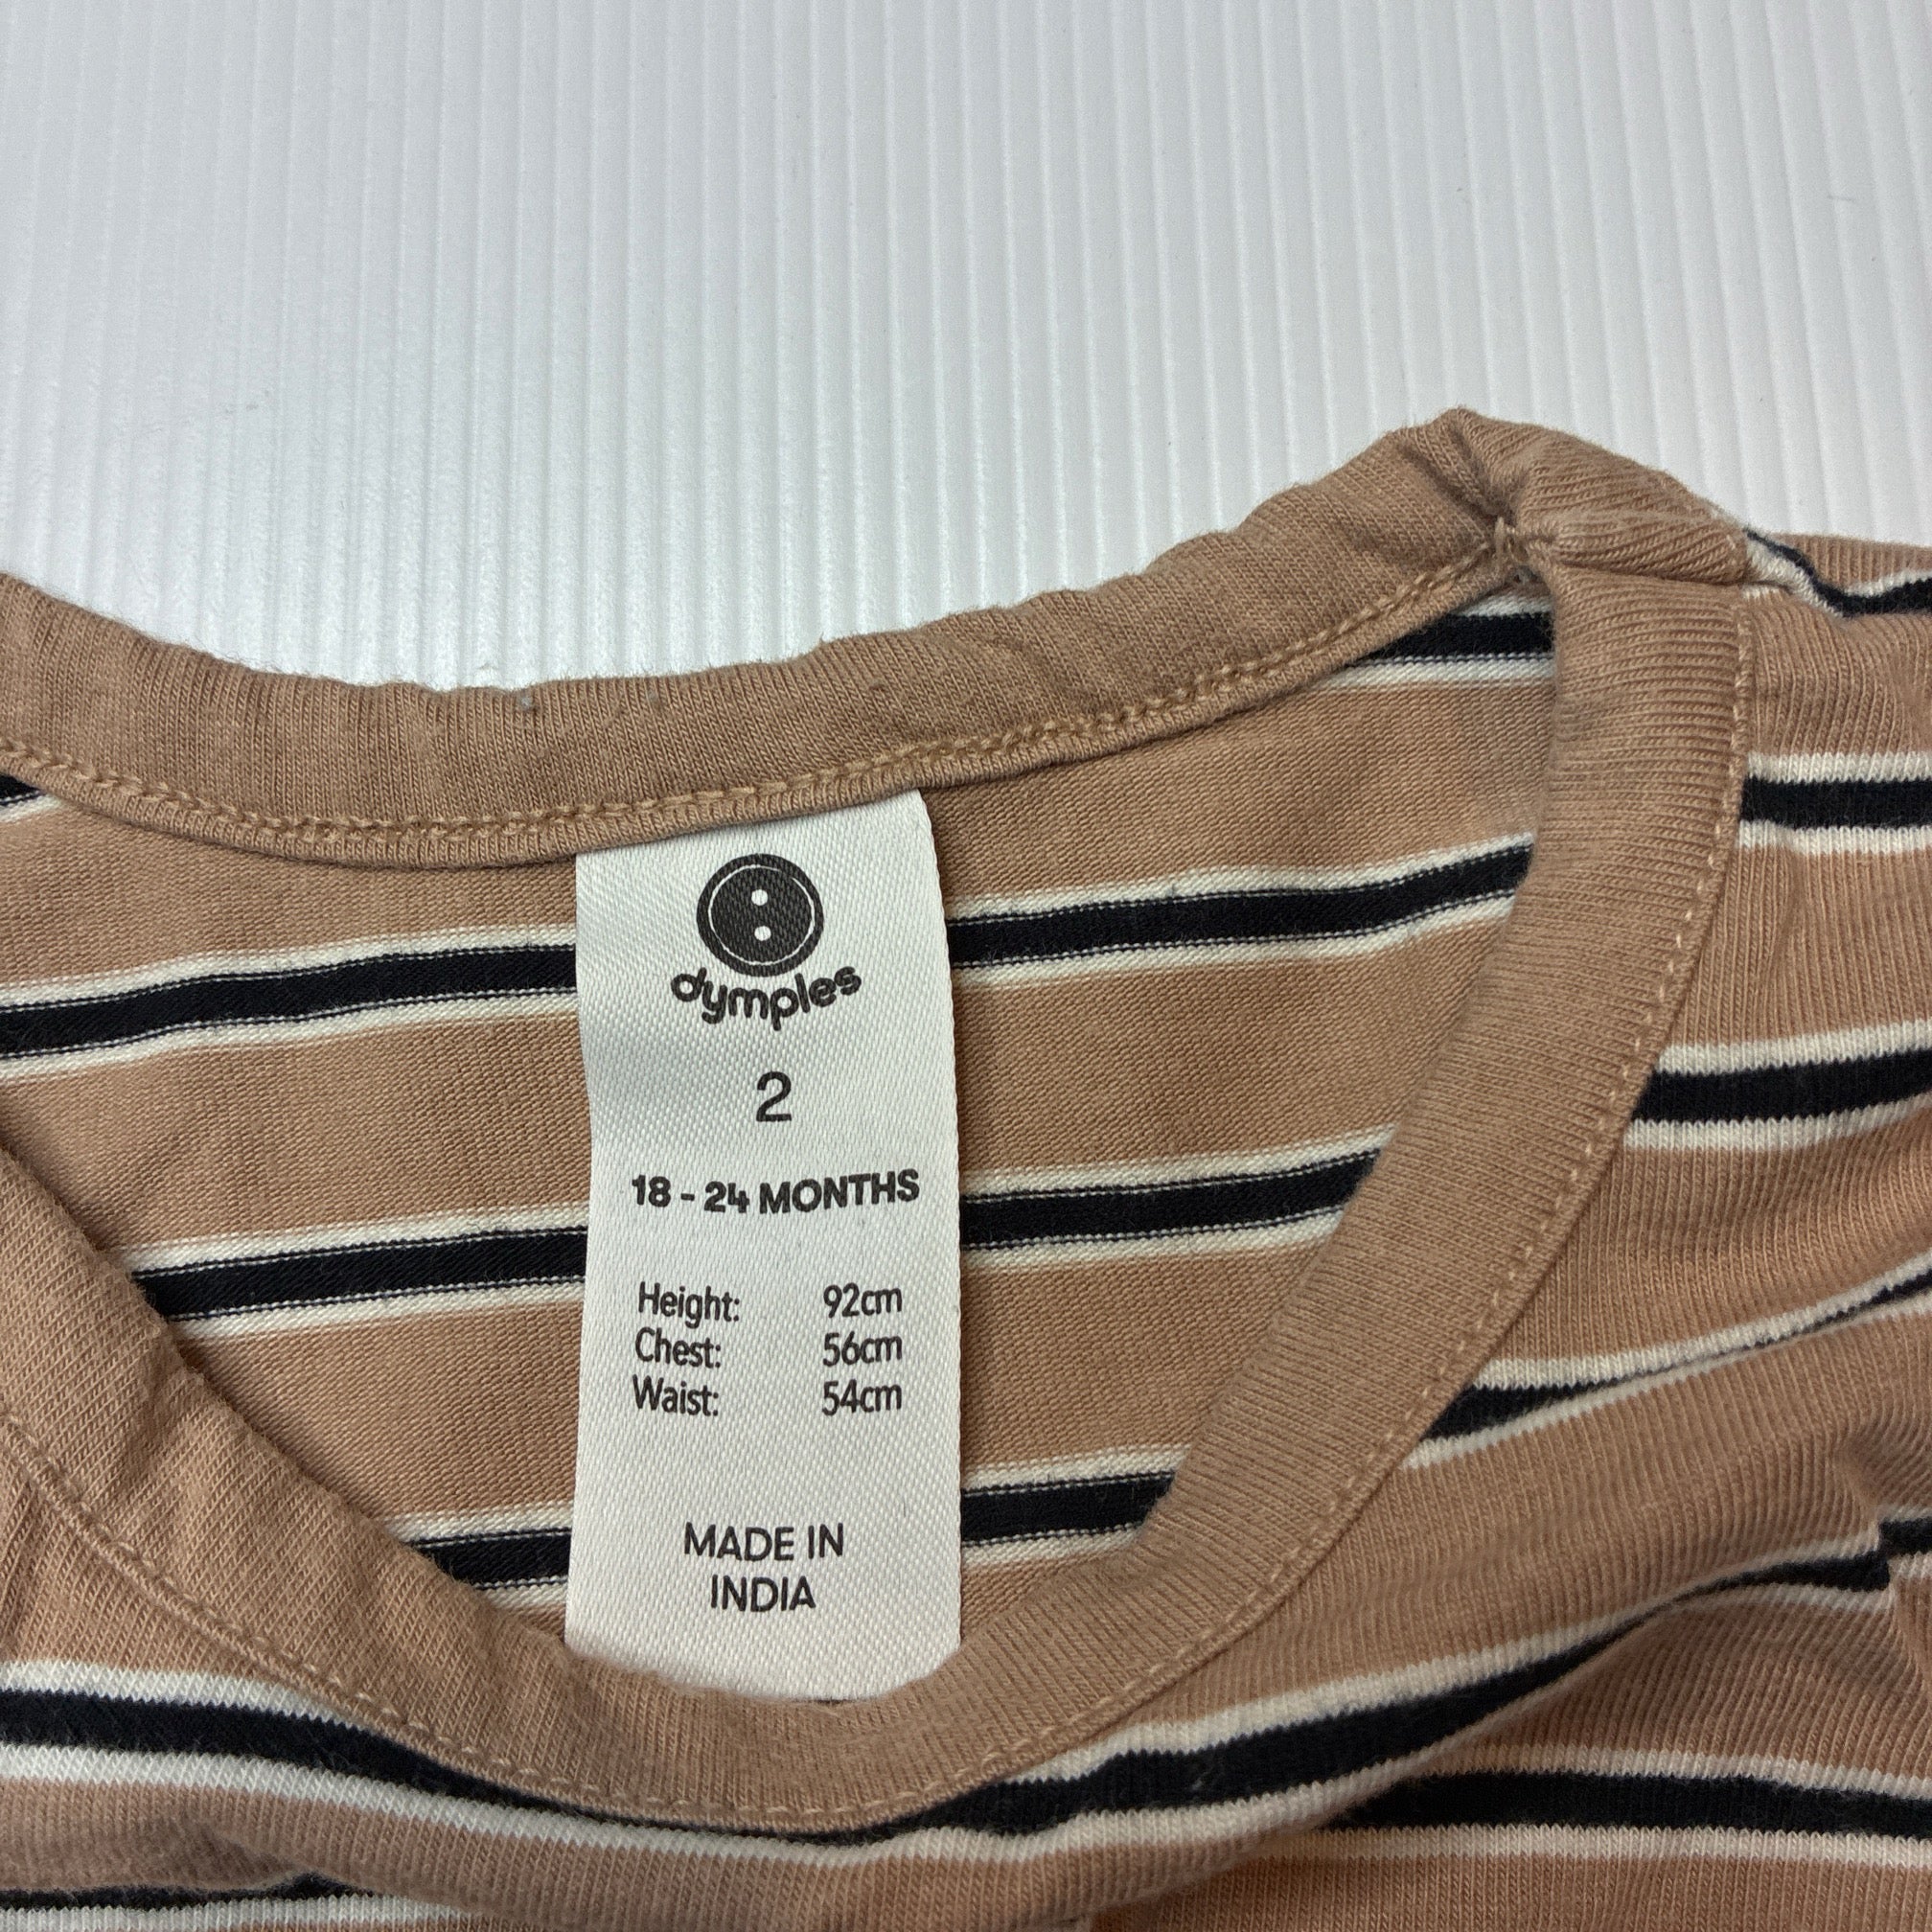 dymples
2
18 - 24 MONTHS
Height: 92cm
Chest: 56cm
Waist: 54cm
MADE IN
INDIA